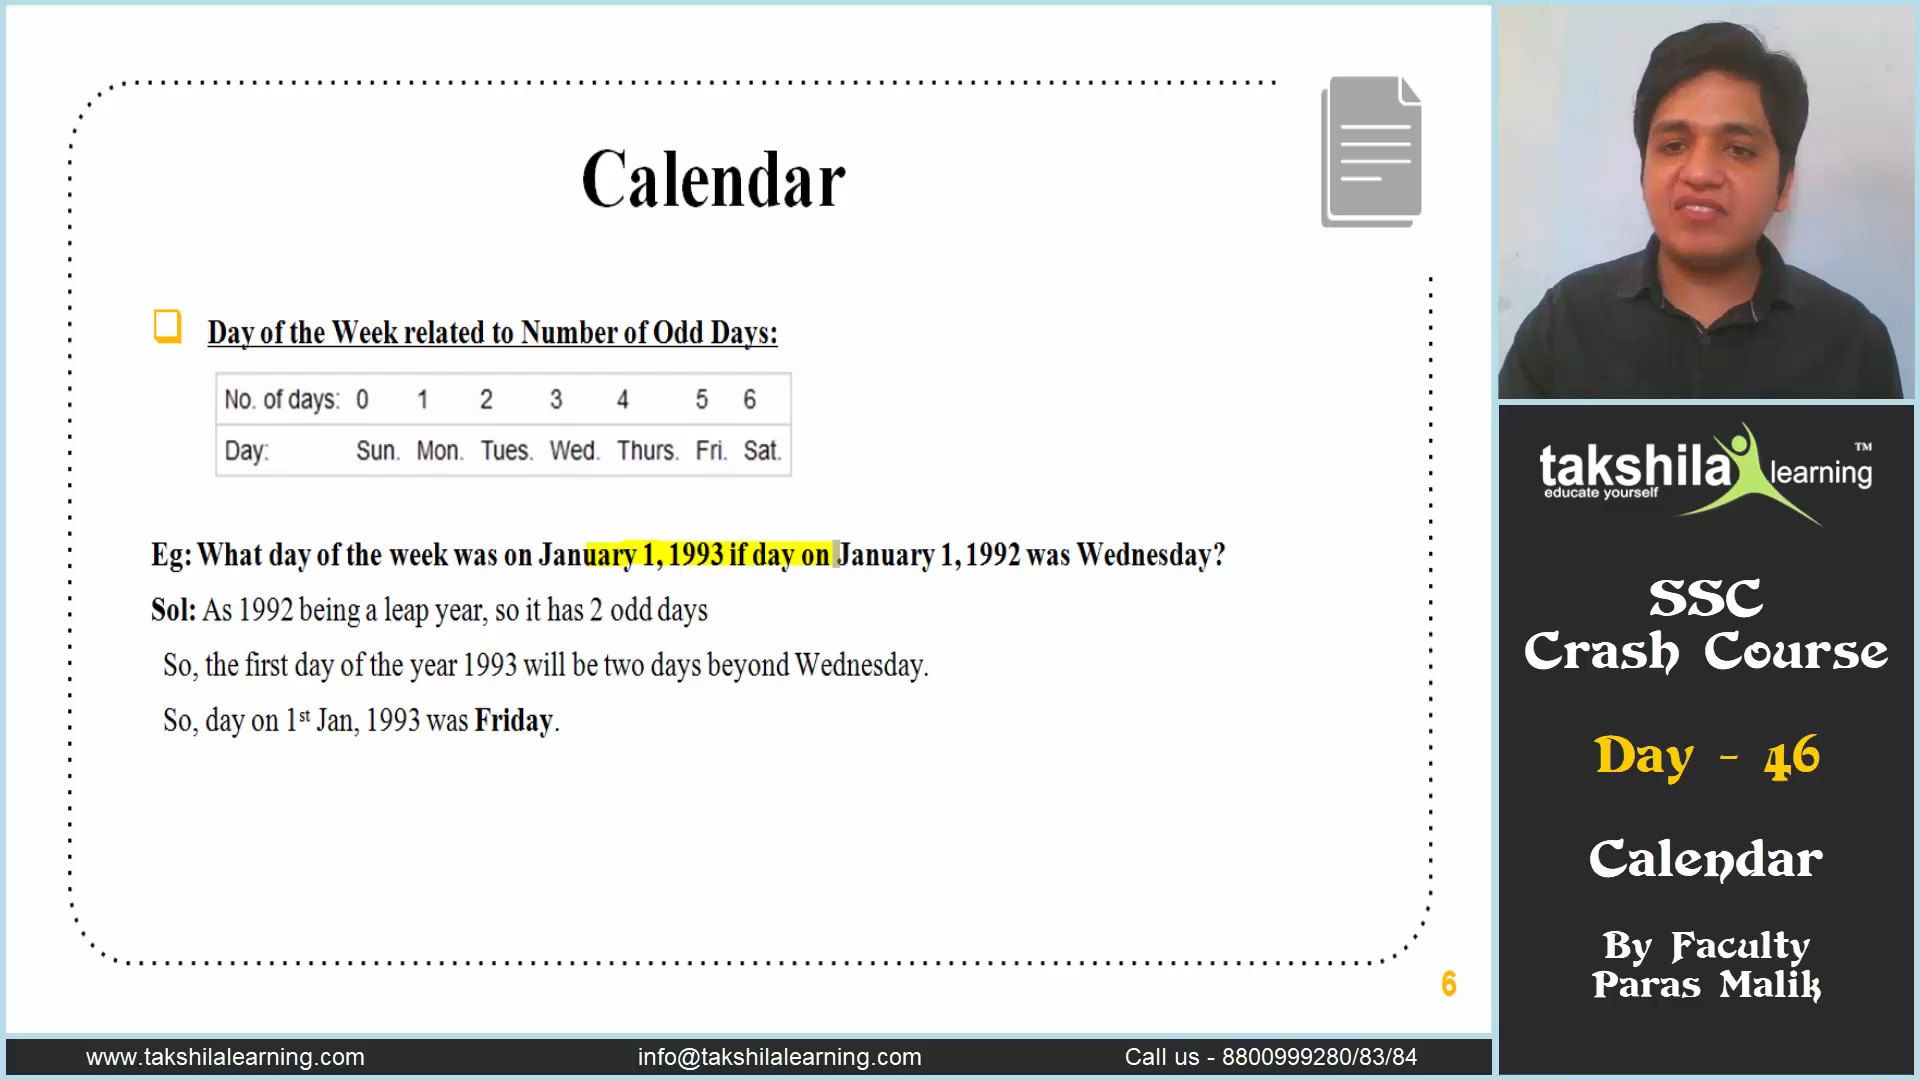 Calendar
Day of the Week related to Number of Odd Days:
No. of days: 0 1 2 3 4 5 6
Day: Sun. Mon. Tues. Wed. Thurs. Fri. Sat.
Eg: What day of the week was on January 1, 1993 if day on January 1, 1992 was Wednesday?
Sol: As 1992 being a leap year, so it has 2 odd days
So, the first day of the year 1993 will be two days beyond Wednesday.
So, day on 1st Jan, 1993 was Friday.
6
takshila learning ™
educate yourself
SSC
Crash Course
Day - 46
Calendar
By Faculty
Paras Malik
www.takshilalearning.com info@takshilalearning.com Call us - 8800999280/83/84